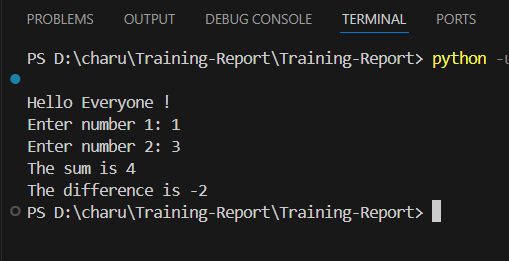 PROBLEMS OUTPUT DEBUG CONSOLE TERMINAL PORTS
PS D:\charu\Training-Report\Training-Report> python
Hello Everyone !
Enter number 1: 1
Enter number 2: 3
The sum is 4
The difference is -2
PS D:\charu\Training-Report\Training-Report>